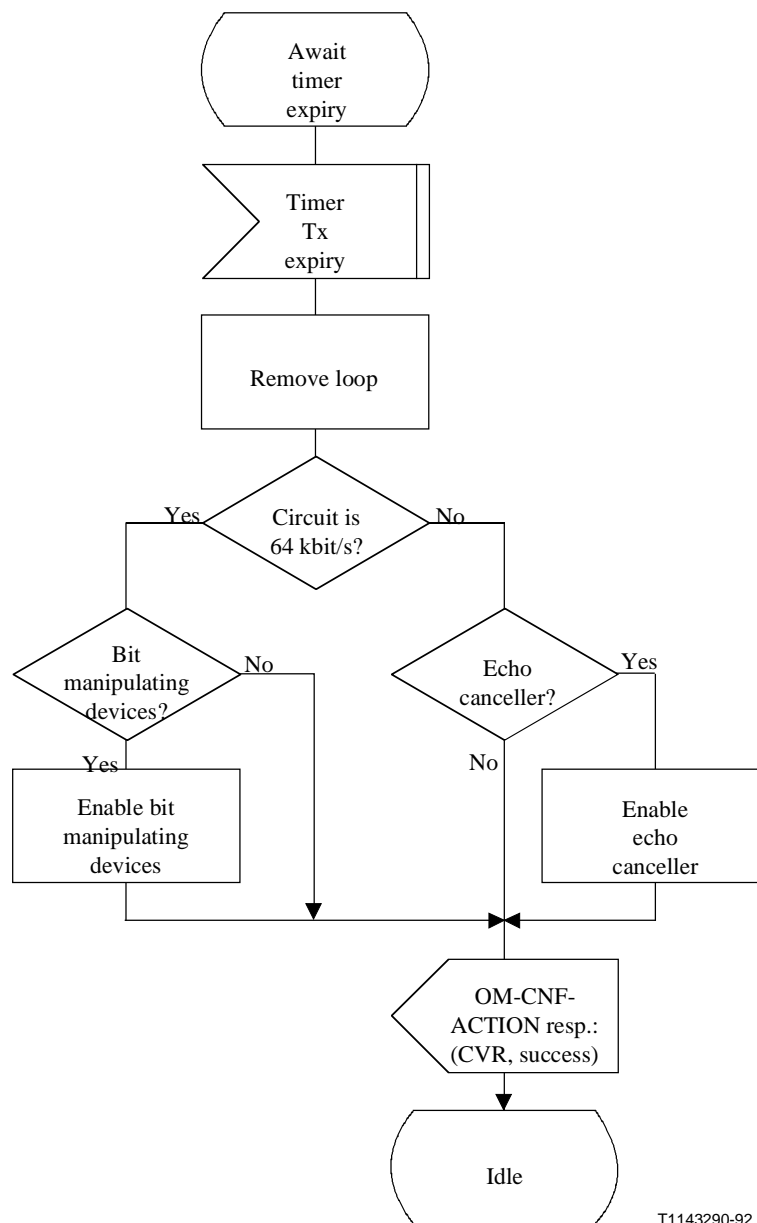 Await
timer
expiry
Timer
Tx
expiry
Remove loop
Yes
Circuit is
64 kbit/s?
No
Bit
manipulating
devices?
No
Echo
canceller?
Yes
Yes
No
Enable bit
manipulating
devices
Enable
echo
canceller
OM-CNF-
ACTION resp.:
(CVR, success)
Idle
T1143290-92